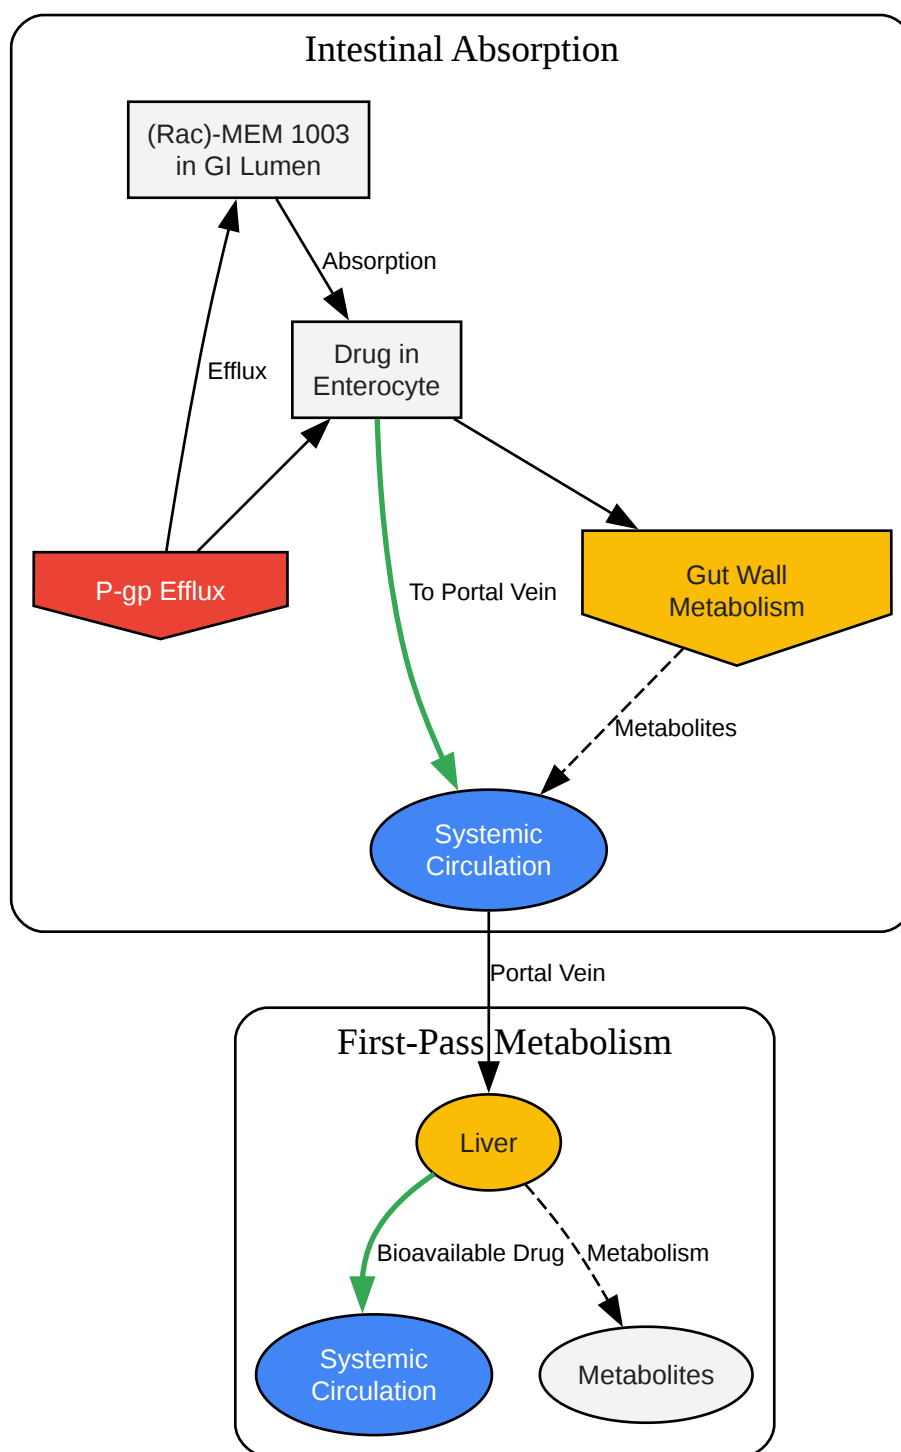 Intestinal Absorption
(Rac)-MEM 1003
in GI Lumen
Absorption
Drug in
Enterocyte
Efflux
P-gp Efflux
To Portal Vein
Gut Wall
Metabolism
Metabolites
Systemic
Circulation
Portal Vein
First-Pass Metabolism
Liver
Bioavailable Drug
Metabolism
Systemic
Circulation
Metabolites